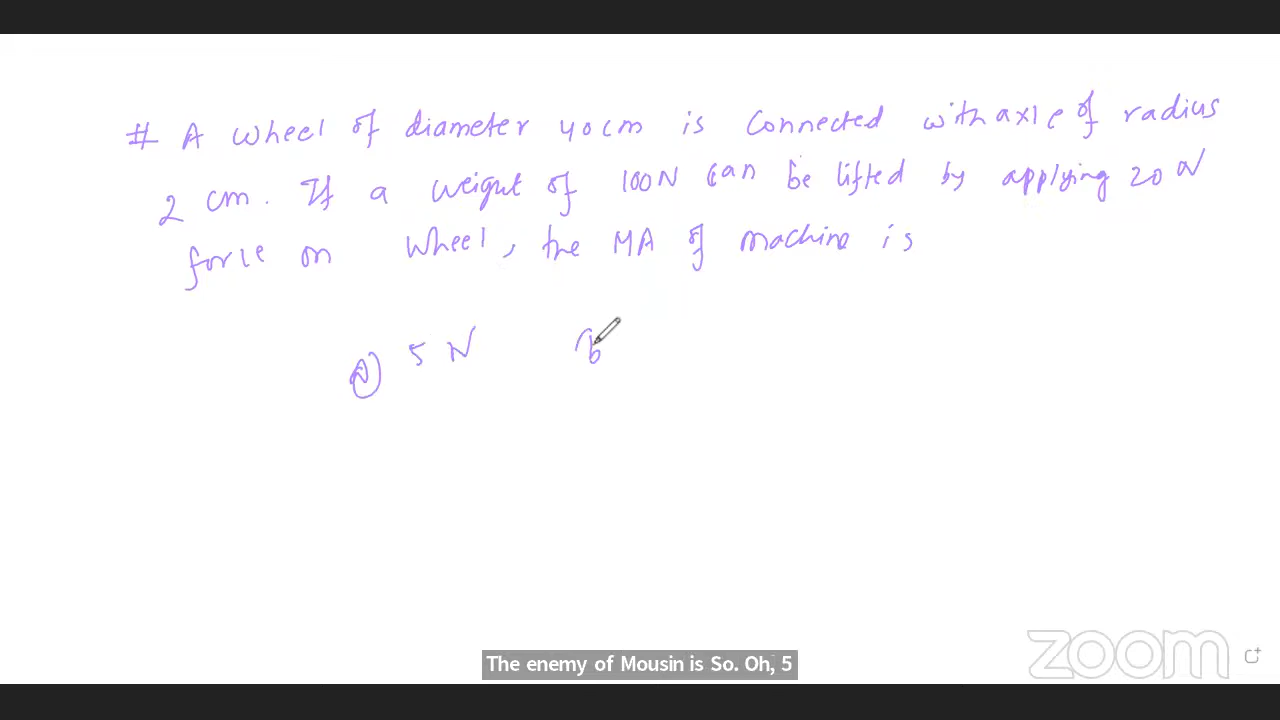 # A wheel of diameter 40 cm is connected with axle of radius
2 cm. If a weight of 100N can be lifted by applying 20 N
force on wheel, the MA of machine is
a) 5 N b
The enemy of Mousin is So. Oh, 5
zoom